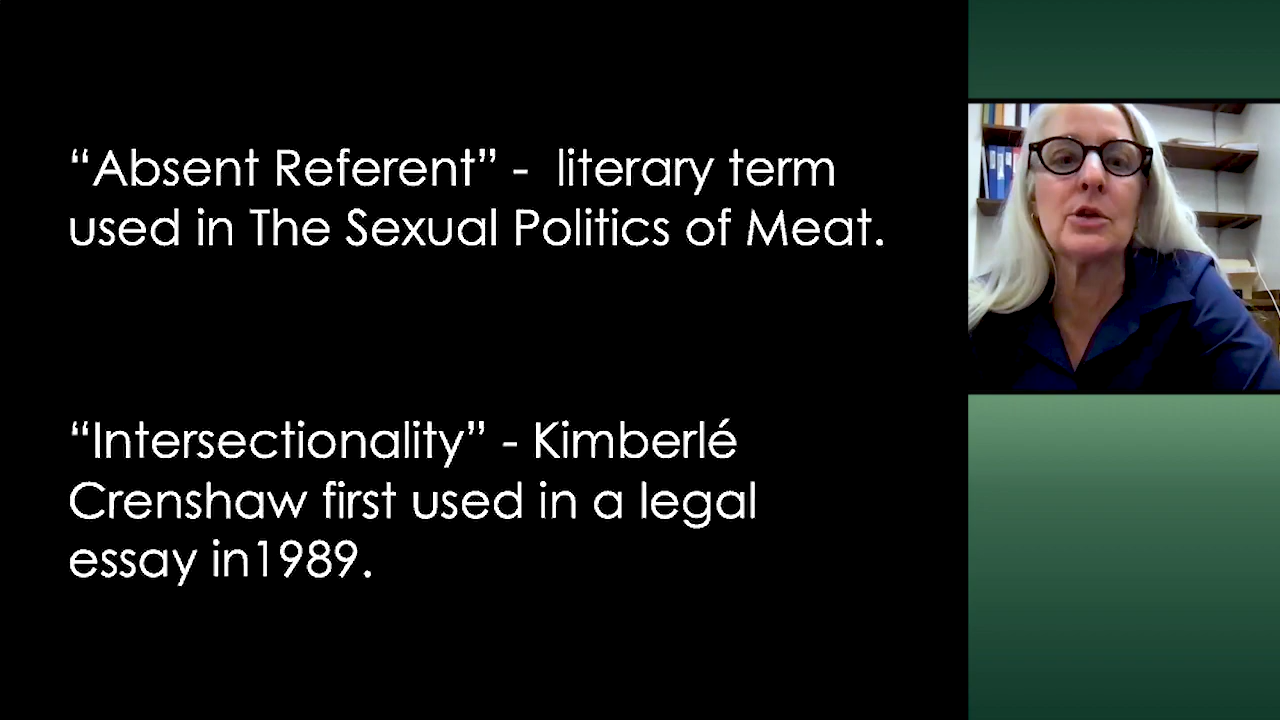 “Absent Referent” -  literary term
used in The Sexual Politics of Meat.
“Intersectionality” - Kimberlé
Crenshaw first used in a legal
essay in1989.